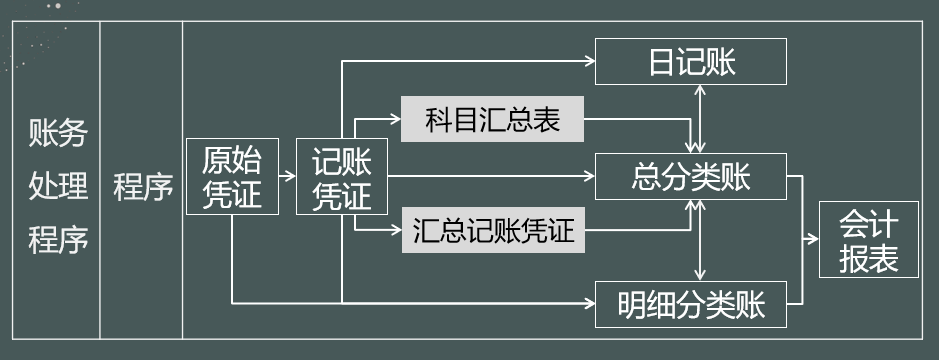 账务
处理
程序
程序
原始
凭证
记账
凭证
日记账
科目汇总表
总分类账
汇总记账凭证
明细分类账
会计
报表